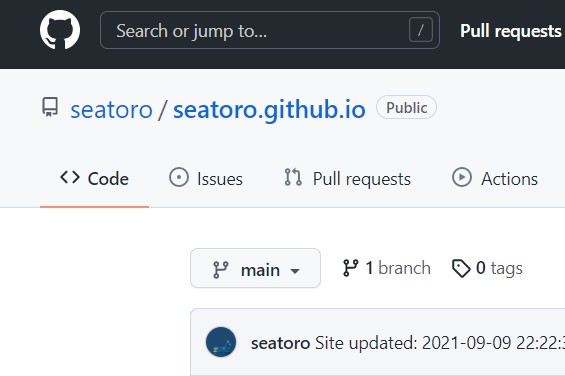 Search or jump to... / Pull requests
seatoro / seatoro.github.io Public
Code Issues Pull requests Actions
main 1 branch 0 tags
seatoro Site updated: 2021-09-09 22:22: